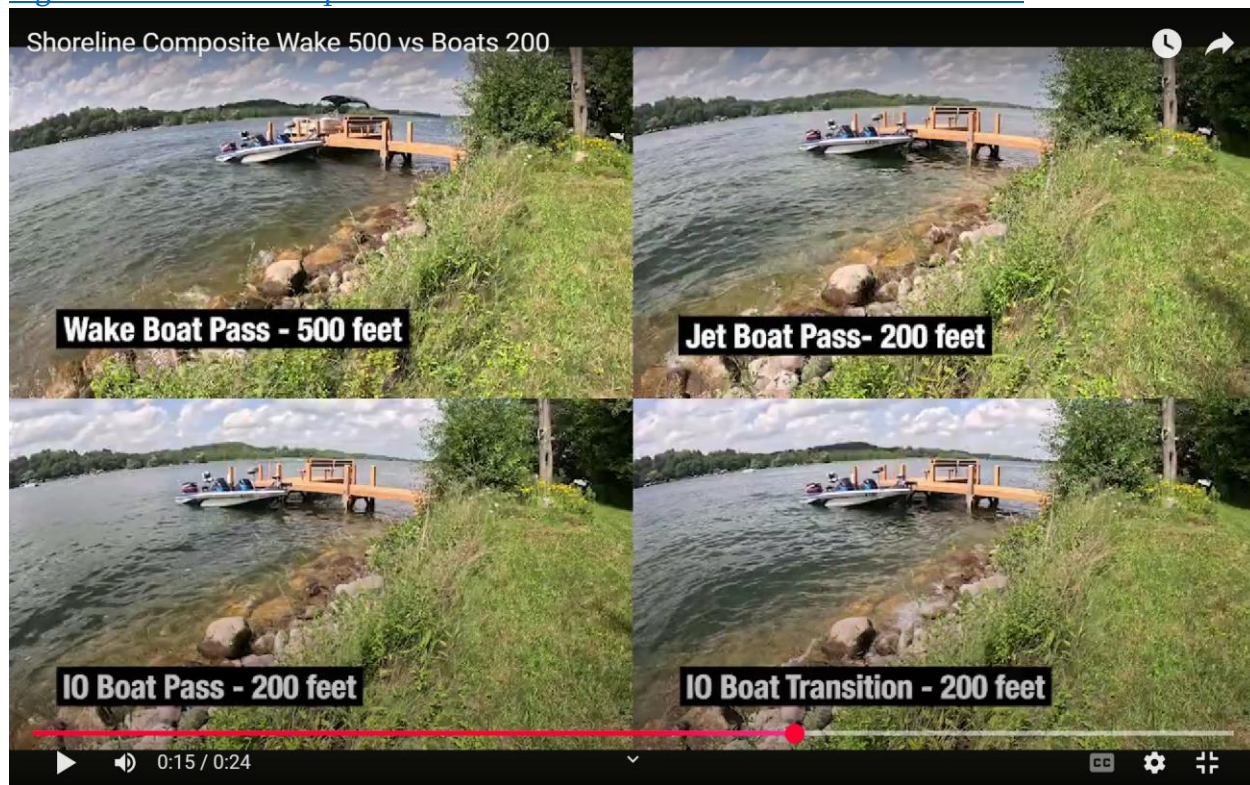 Shoreline Composite Wake 500 vs Boats 200
Wake Boat Pass - 500 feet
Jet Boat Pass- 200 feet
IO Boat Pass - 200 feet
IO Boat Transition - 200 feet
0:15 / 0:24
CC